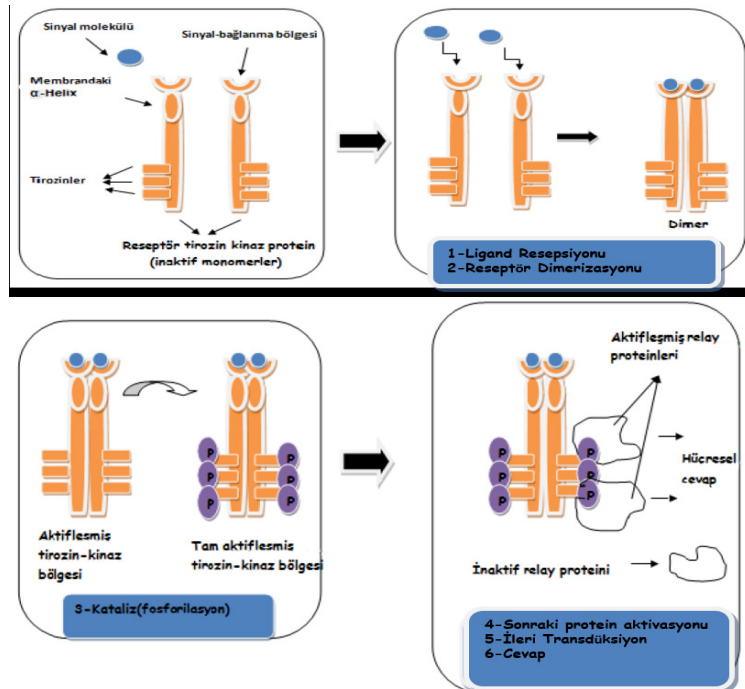 Sinyal molekülü
Sinyal-bağlanma bölgesi
Membrandaki
α-Helix
Tirozinler
Reseptör tirozin kinaz protein
(inaktif monomerler)
Dimer
1-Ligand Resepsiyonu
2-Reseptör Dimerizasyonu
P P
P P
P P
Aktifleşmiş
tirozin-kinaz
bölgesi
Tam aktifleşmiş
tirozin-kinaz bölgesi
3-Kataliz(fosforilasyon)
Aktifleşmiş relay
proteinleri
P P
P P
P P
Hücresel
cevap
İnaktif relay proteini
4-Sonraki protein aktivasyonu
5-İleri Transdüksiyon
6-Cevap